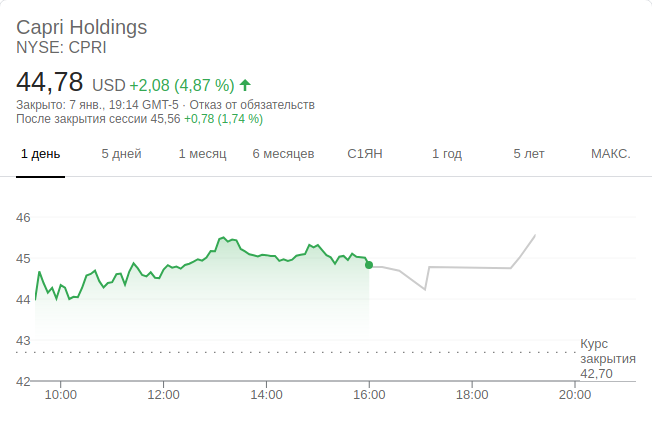 Capri Holdings
NYSE: CPRI
44,78 USD +2,08 (4,87 %)
Закрыто: 7 янв., 19:14 GMT-5 · Отказ от обязательств
После закрытия сессии 45,56 +0,78 (1,74 %)
1 день 5 дней 1 месяц 6 месяцев С1ЯН 1 год 5 лет МАКС.
46
45
44
43
Курс
закрытия
42,70
42
10:00 12:00 14:00 16:00 18:00 20:00